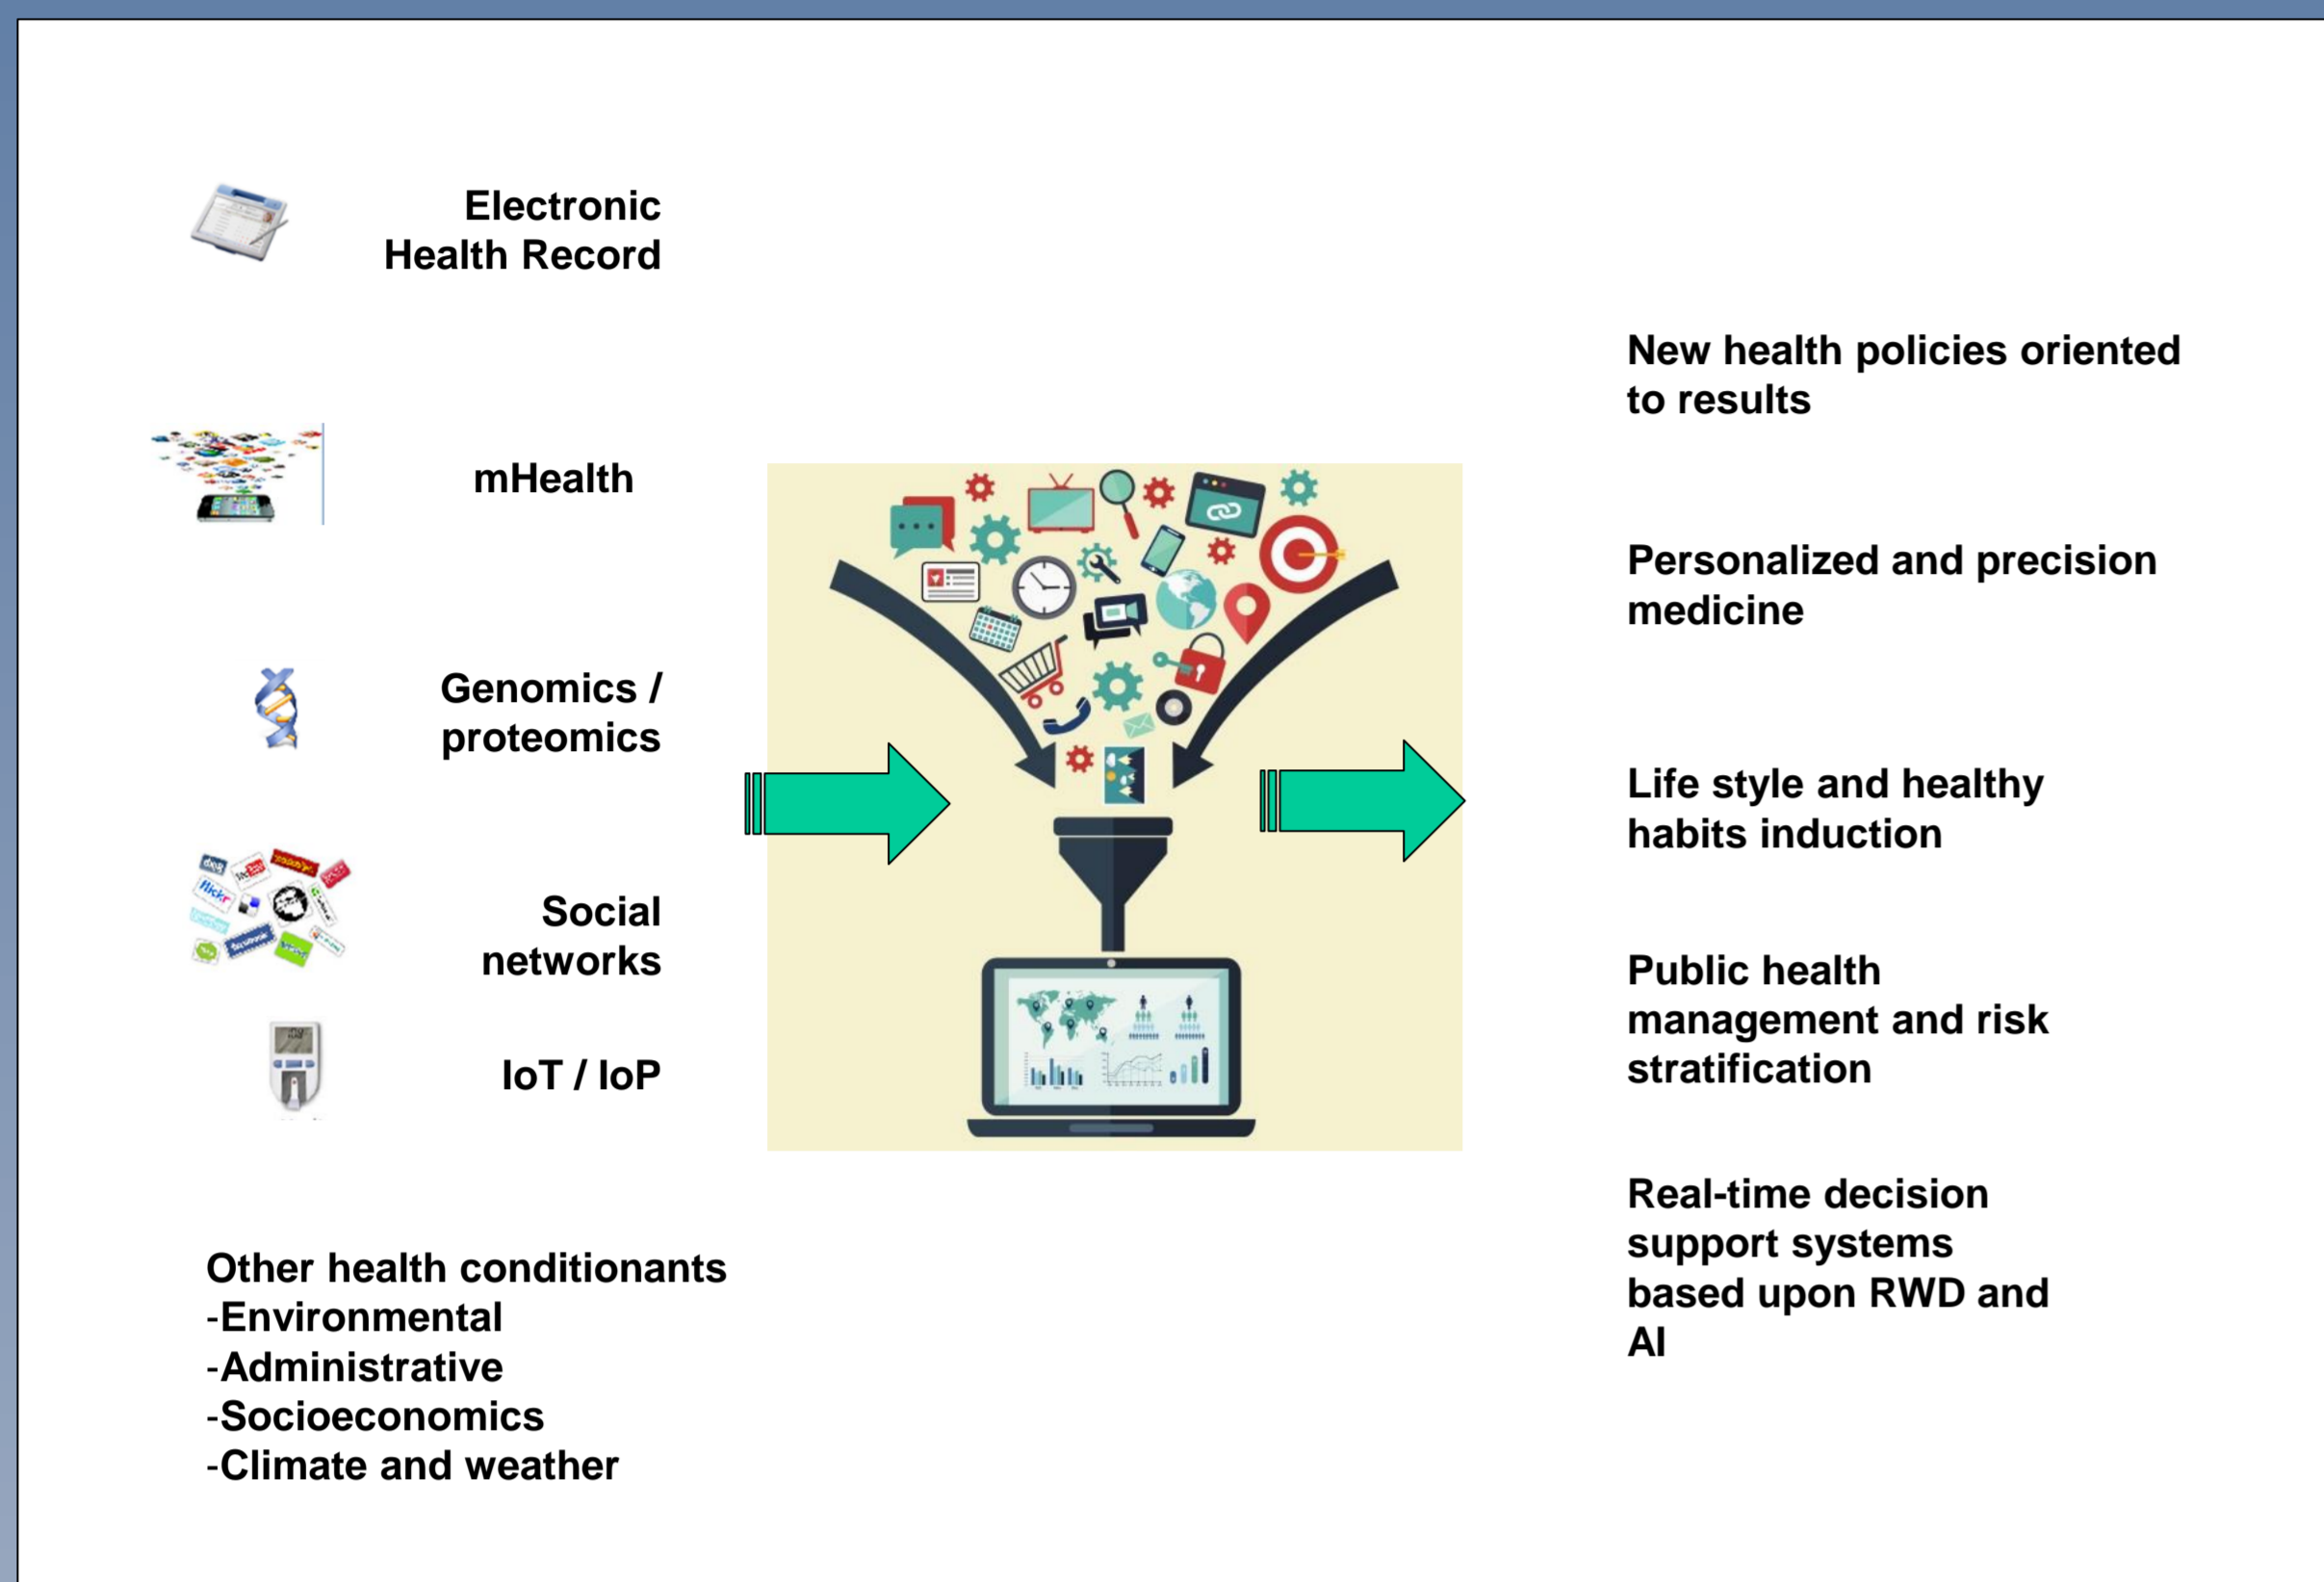 Electronic
Health Record
mHealth
Genomics /
proteomics
Social
networks
IoT / IoP
Other health conditionants
-Environmental
-Administrative
-Socioeconomics
-Climate and weather
flickr
New health policies oriented
to results
Personalized and precision
medicine
Life style and healthy
habits induction
Public health
management and risk
stratification
Real-time decision
support systems
based upon RWD and
AI